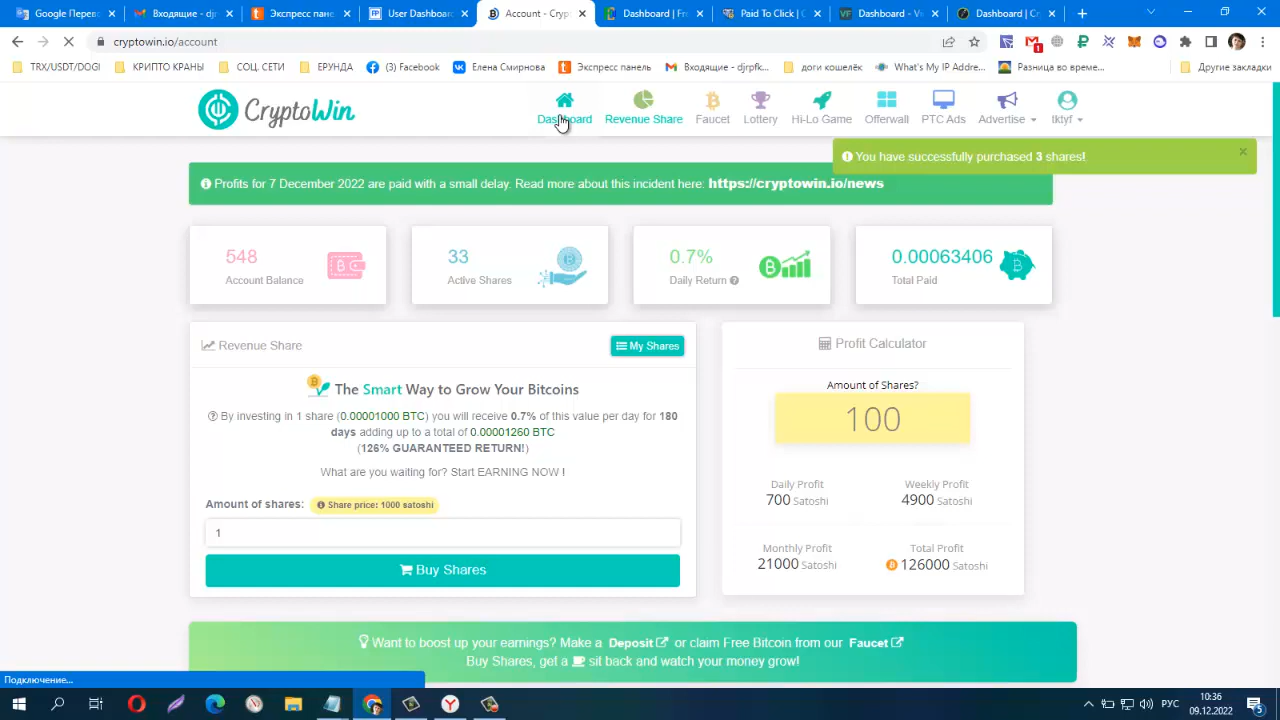 Google Перев
Входящие - djr
Экспресс пане
User Dashboar
Account - Cryp
Dashboard | Fr
Paid To Click | C
Dashboard - Ve
Dashboard | Cr
cryptowin.io/account
TRX/USDT/DOGI
КРИПТО КРАНЫ
СОЦ. СЕТИ
ЕРУНДА
(3) Facebook
Елена Смирнова
Экспресс панель
Входящие - djrpfk...
доги кошелёк
What's My IP Addre...
Разница во време...
Другие закладки
CryptoWin
Dashboard
Revenue Share
Faucet
Lottery
Hi-Lo Game
Offerwall
PTC Ads
Advertise
Iktyf
You have successfully purchased 3 shares!.
Profits for 7 December 2022 are paid with a small delay. Read more about this incident here: https://cryptowin.io/news
548
Account Balance
33
Active Shares
0.7%
Daily Return
0.00063406
Total Paid
Revenue Share
My Shares
The Smart Way to Grow Your Bitcoins
By investing in 1 share (0.00001000 BTC) you will receive 0.7% of this value per day for 180
days adding up to a total of 0.00001260 BTC
(126% GUARANTEED RETURN!)
What are you waiting for? Start EARNING NOW !
Amount of shares: Share price: 1000 satoshi
1
Buy Shares
Profit Calculator
Amount of Shares?
100
Daily Profit
700 Satoshi
Weekly Profit
4900 Satoshi
Monthly Profit
21000 Satoshi
Total Profit
126000 Satoshi
Want to boost up your earnings? Make a Deposit or claim Free Bitcoin from our Faucet
Buy Shares, get a sit back and watch your money grow!
Подключение...
РУС
10:36
09.12.2022
5